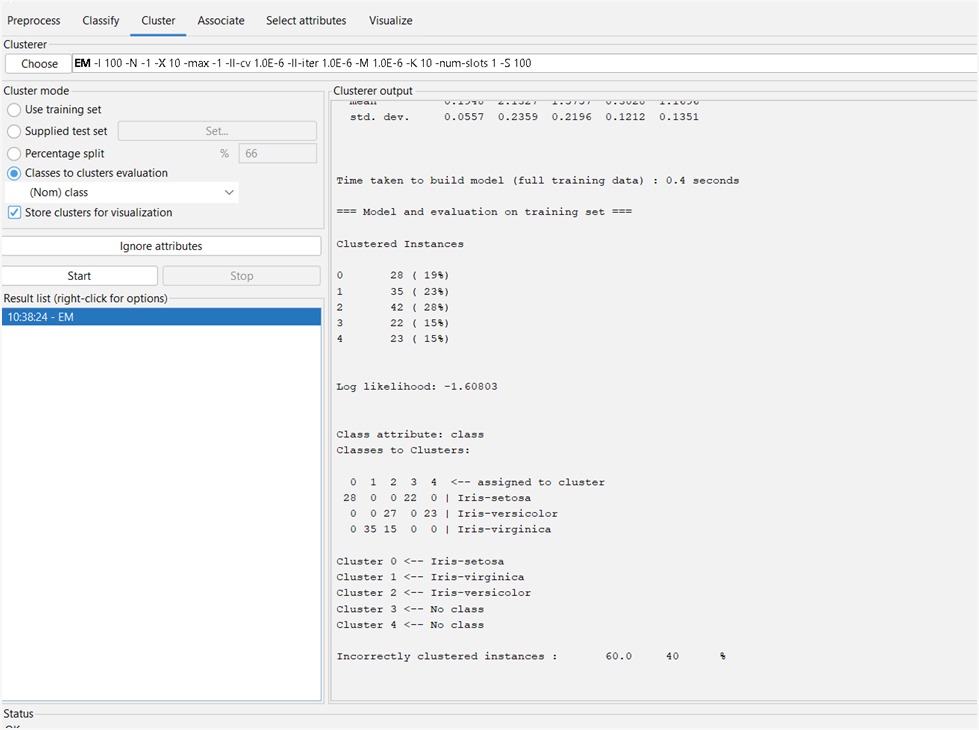 Preprocess Classify Cluster Associate Select attributes Visualize
Clusterer
Choose EM -I 100 -N -1 -X 10 -max -1 -ll-cv 1.0E-6 -ll-iter 1.0E-6 -M 1.0E-6 -K 10 -num-slots 1 -S 100
Cluster mode
Use training set
Supplied test set Set...
Percentage split % 66
Classes to clusters evaluation
(Nom) class
Store clusters for visualization
Ignore attributes
Start Stop
Result list (right-click for options)
10:38:24 - EM
Clusterer output
mean
std. dev. 0.0557 0.2359 0.2196 0.1212 0.1351
Time taken to build model (full training data) : 0.4 seconds
=== Model and evaluation on training set ===
Clustered Instances
0 28 ( 19%)
1 35 ( 23%)
2 42 ( 28%)
3 22 ( 15%)
4 23 ( 15%)
Log likelihood: -1.60803
Class attribute: class
Classes to Clusters:
0 1 2 3 4 <-- assigned to cluster
28 0 0 22 0 | Iris-setosa
0 0 27 0 23 | Iris-versicolor
0 35 15 0 0 | Iris-virginica
Cluster 0 <-- Iris-setosa
Cluster 1 <-- Iris-virginica
Cluster 2 <-- Iris-versicolor
Cluster 3 <-- No class
Cluster 4 <-- No class
Incorrectly clustered instances : 60.0 40 %
Status